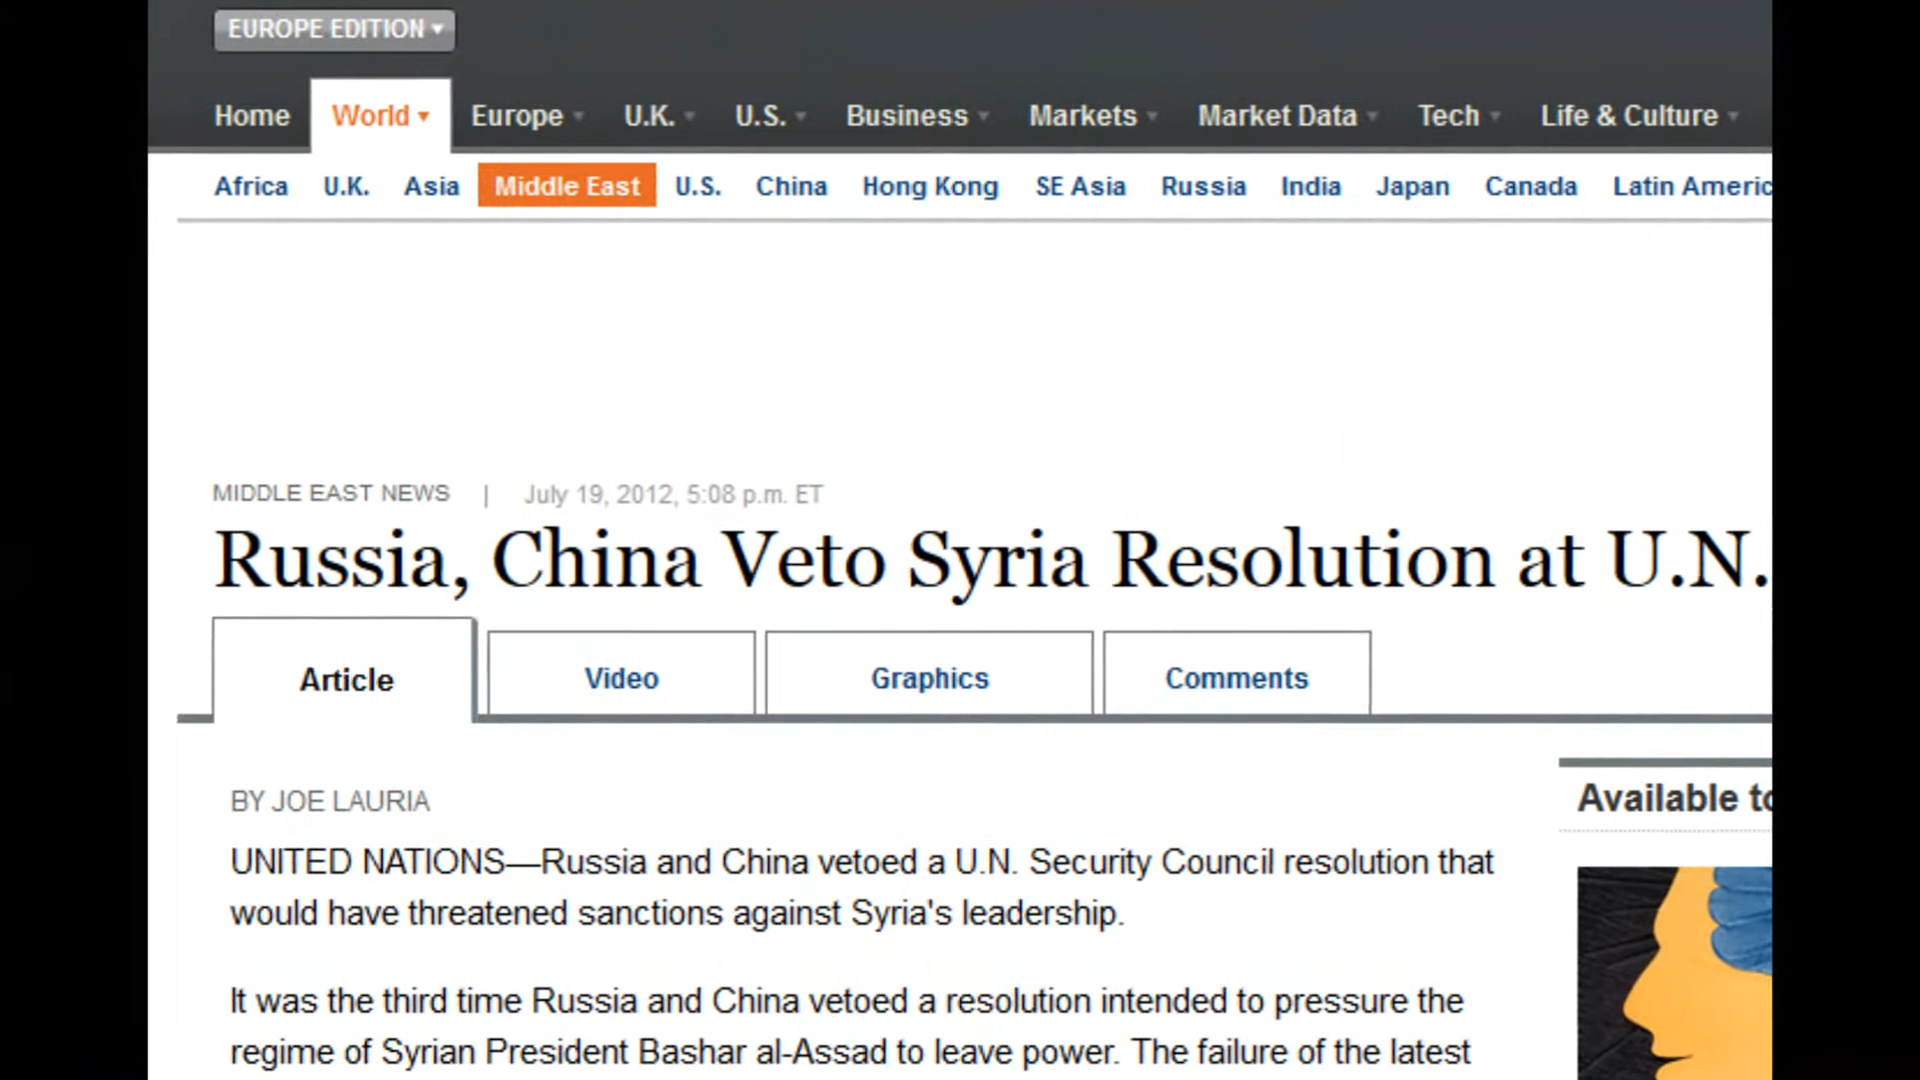 EUROPE EDITION
Home World Europe U.K. U.S. Business Markets Market Data Tech Life & Culture
Africa U.K. Asia Middle East U.S. China Hong Kong SE Asia Russia India Japan Canada Latin Americ
MIDDLE EAST NEWS | July 19, 2012, 5:08 p.m. ET
Russia, China Veto Syria Resolution at U.N.
Article Video Graphics Comments
BY JOE LAURIA
UNITED NATIONS—Russia and China vetoed a U.N. Security Council resolution that
would have threatened sanctions against Syria's leadership.
It was the third time Russia and China vetoed a resolution intended to pressure the
regime of Syrian President Bashar al-Assad to leave power. The failure of the latest
Available to